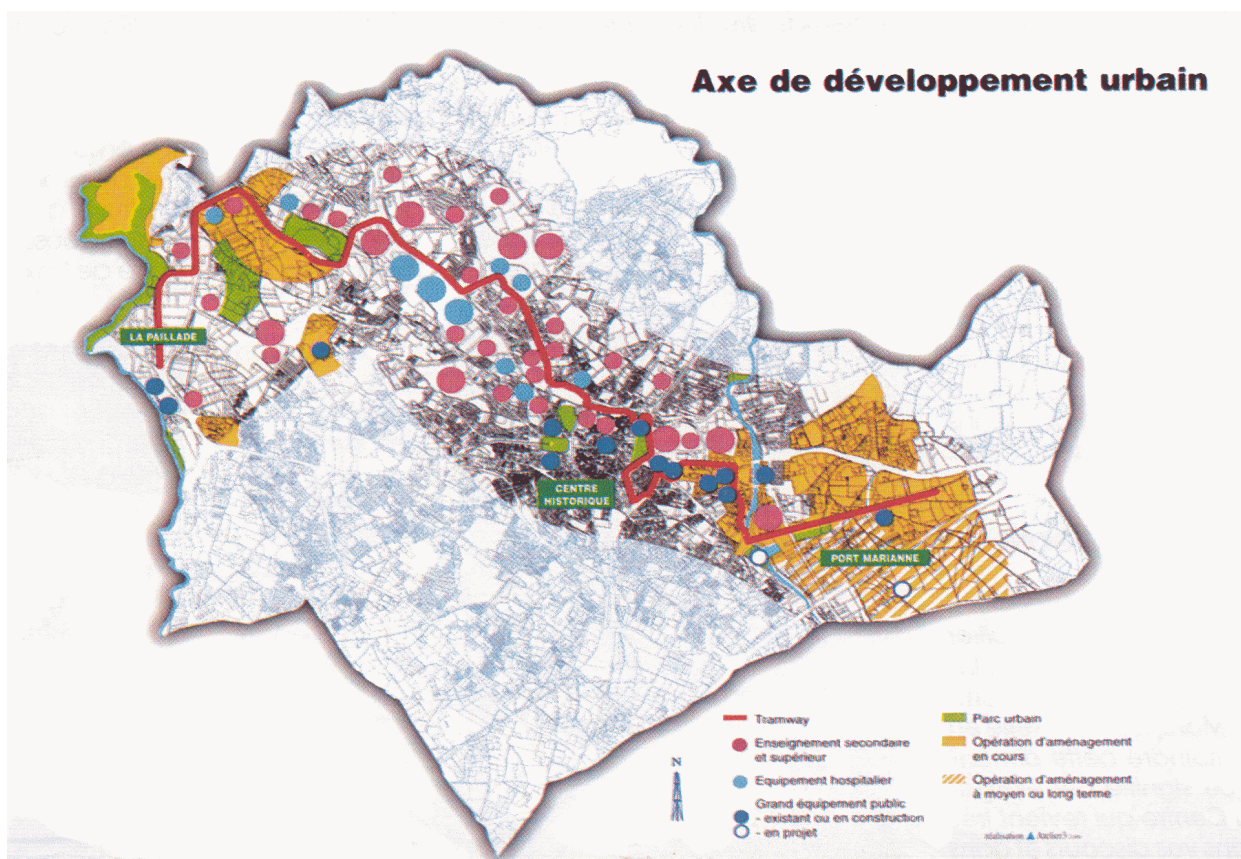 Axe de développement urbain
LA PAILLADE
CENTRE
HISTORIQUE
PORT MARIANNE
N
Tramway
Enseignement secondaire
et supérieur
Equipement hospitalier
Grand équipement public
- existant ou en construction
- en projet
Parc urbain
Opération d'aménagement
en cours
Opération d'aménagement
à moyen ou long terme
réalisation